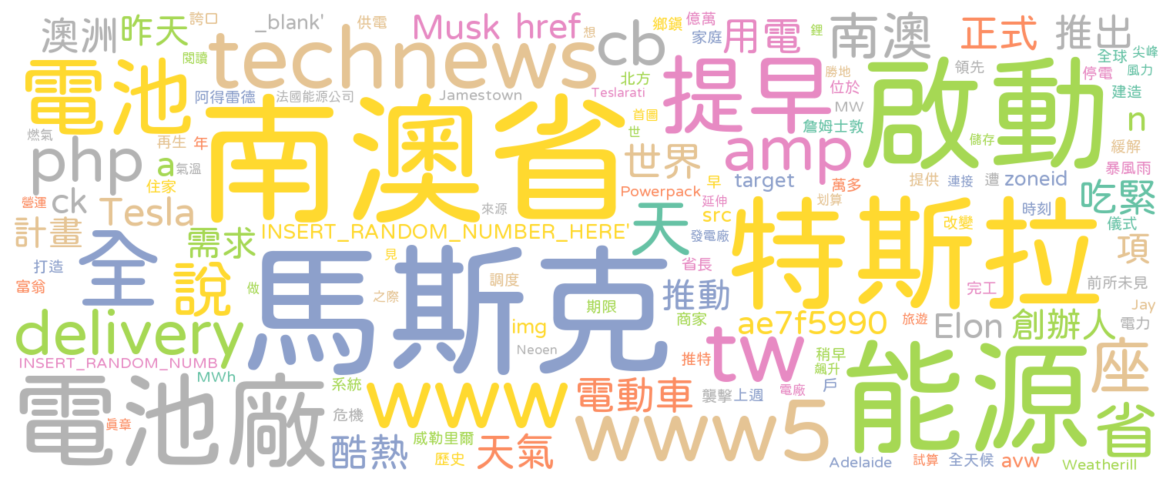 誇口 _blank' 供電 Musk href 想 鄉鎮 億萬 用電 鋰 南澳 正式 推出
澳洲 昨天 technews cb 家庭 全球 尖峰
閱讀 北方 提早 勝地 啟動 領先 停電 風力
電池 阿得雷德 法國能源公司 Jamestown Teslarati 位於 建造
燃氣 再生 年 南澳省 首圖 MW 詹姆士敦 儲存 n
php a 氣溫 世 世界 amp 緩解
住家 Powerpack 早 target 萬多 提供 連接 遭 zoneid 暴風雨
營運 ck Tesla 來源 延伸 src 划算 時刻 吃緊
計畫 需求 INSERT_RANDOM_NUMBER_HERE' 天 發電廠 特斯拉 改變 儀式
打造 全 見 省長 項
富翁 說 做 馬斯克 調度 推動 完工 前所未見
之際 期限 商家 ae7f5990 旅遊 Elon 創辦人 Jay 電力
delivery img Neoen tw
INSERT_RANDOM_NUMB 推特 稍早 能源 座
MWh 系統 www 電動車 戶 飆升
電池廠 危機 襲擊 上週 電廠 省
眞章 威勒里爾 天氣 www5
酷熱 歷史 Adelaide 試算 全天候 avw Weatherill